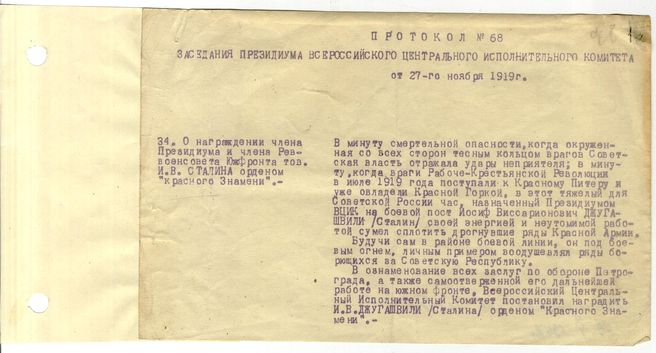 ПРОТОКОЛ № 68
ЗАСЕДАНИЯ ПРЕЗИДИУМА ВСЕРОССИЙСКОГО ЦЕНТРАЛЬНОГО ИСПОЛНИТЕЛЬНОГО КОМИТЕТА
от 27-го ноября 1919г.
34. О награждении члена
Президиума и члена Рев-
военсовета Южфронта тов.
И.В. СТАЛИНА орденом
"красного Знамени".-
В минуту смертельной опасности, когда окружен-
ная со всех сторон тесным кольцом врагов Совет-
ская власть отражала удары неприятеля; в мину-
ту, когда враги Рабоче-Крестьянской Революции
в июле 1919 года поступали к Красному Питеру и
уже овладели Красной Горкой, в этот тяжелый для
Советской России час, назначенный Президиумом
ВЦИК на боевой пост Иосиф Виссарионович ДЖУГА-
ШВИЛИ /Сталин/ своей энергией и неутомимой рабо-
той сумел сплотить дрогнувшие ряды Красной Армии.
Будучи сам в районе боевой линии, он под бое-
вым огнем, личным примером воодушевлял ряды бо-
рющихся за Советскую Республику.
В ознаменование всех заслуг по обороне Петро-
града, а также самоотверженной его дальнейшей
работе на южном фронте, Всероссийский Централь-
ный Исполнительный Комитет постановил наградить
И.В.ДЖУГАШВИЛИ /Сталина/ орденом "Красного Зна-
мени".-